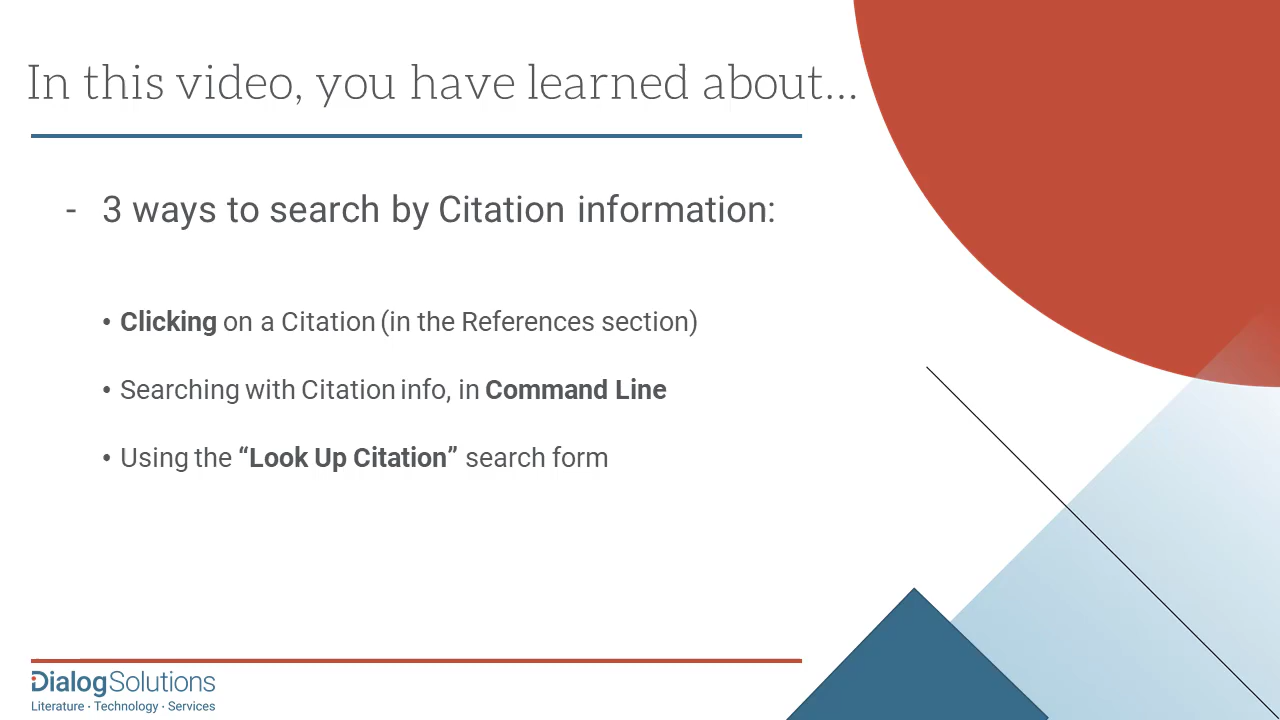 In this video, you have learned about...
- 3 ways to search by Citation information:
• Clicking on a Citation (in the References section)
• Searching with Citation info, in Command Line
• Using the “Look Up Citation” search form
DialogSolutions
Literature · Technology · Services